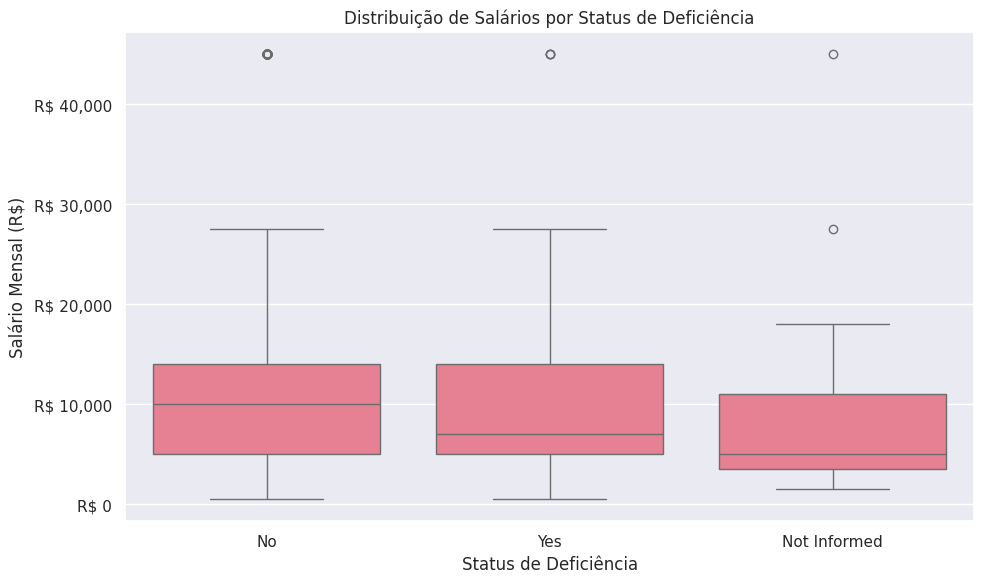 Distribuição de Salários por Status de Deficiência
Salário Mensal (R$)
R$ 40,000
R$ 30,000
R$ 20,000
R$ 10,000
R$ 0
No
Yes
Not Informed
Status de Deficiência